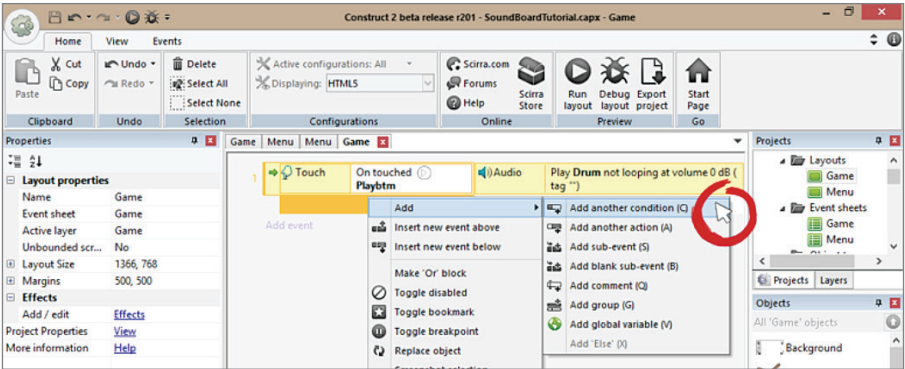 Construct 2 beta release r201 - SoundBoardTutorial.capx - Game
Home View Events
Paste
Cut
Copy
Clipboard
Undo
Redo
Undo
Delete
Select All
Select None
Selection
Active configurations: All
Displaying: HTML5
Configurations
Scirra.com
Forums
Help
Scirra Store
Online
Run layout
Debug layout
Export project
Preview
Start Page
Go
Properties
Layout properties
Name Game
Event sheet Game
Active layer Game
Unbounded scr... No
Layout Size 1366, 768
Margins 500, 500
Effects
Add / edit Effects
Project Properties View
More information Help
Game Menu Menu Game
1 Touch On touched Playbtm Audio Play Drum not looping at volume 0 dB (
tag "")
Add event
Add
Insert new event above
Insert new event below
Make 'Or' block
Toggle disabled
Toggle bookmark
Toggle breakpoint
Replace object
Add another condition (C)
Add another action (A)
Add sub-event (S)
Add blank sub-event (B)
Add comment (Q)
Add group (G)
Add global variable (V)
Add 'Else' (X)
Projects
Layouts
Game
Menu
Event sheets
Game
Menu
Projects Layers
Objects
All 'Game' objects
Background